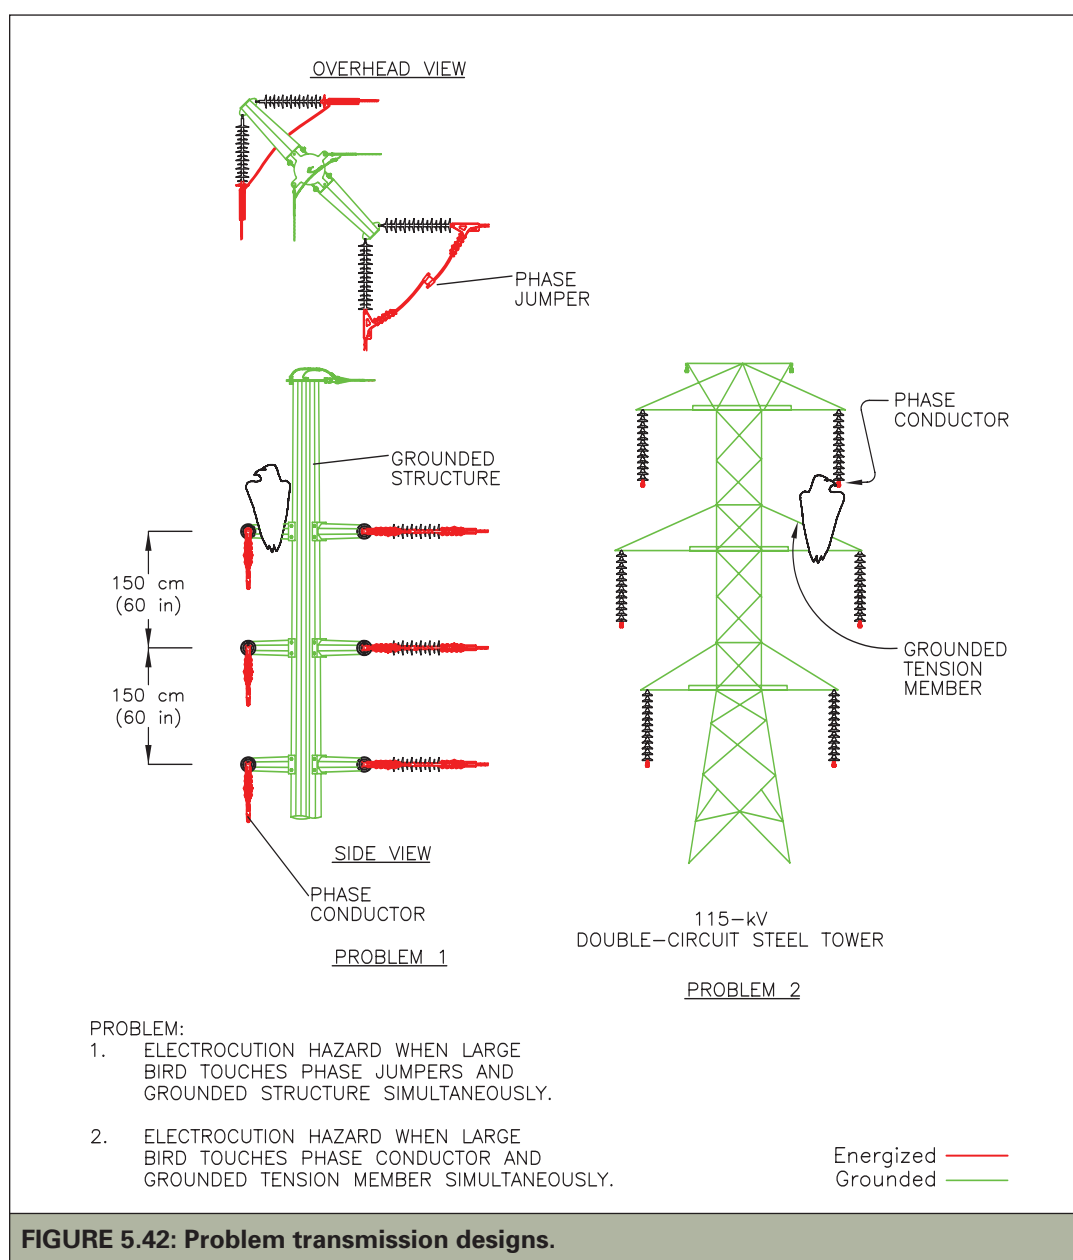 OVERHEAD VIEW
PHASE
JUMPER
GROUNDED
STRUCTURE
150 cm
(60 in)
150 cm
(60 in)
SIDE VIEW
PHASE
CONDUCTOR
PROBLEM 1
PHASE
CONDUCTOR
GROUNDED
TENSION
MEMBER
115-kV
DOUBLE-CIRCUIT STEEL TOWER
PROBLEM 2
PROBLEM:
1. ELECTROCUTION HAZARD WHEN LARGE
BIRD TOUCHES PHASE JUMPERS AND
GROUNDED STRUCTURE SIMULTANEOUSLY.
2. ELECTROCUTION HAZARD WHEN LARGE
BIRD TOUCHES PHASE CONDUCTOR AND
GROUNDED TENSION MEMBER SIMULTANEOUSLY.
Energized
Grounded
FIGURE 5.42: Problem transmission designs.